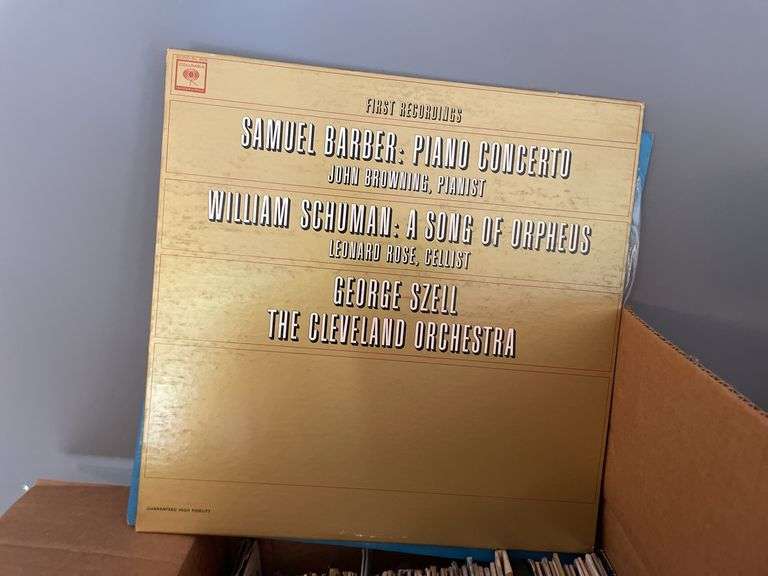 COLUMBIA
FIRST RECORDINGS
SAMUEL BARBER: PIANO CONCERTO
JOHN BROWNING, PIANIST
WILLIAM SCHUMAN: A SONG OF ORPHEUS
LEONARD ROSE, CELLIST
GEORGE SZELL
THE CLEVELAND ORCHESTRA
GUARANTEED HIGH FIDELITY